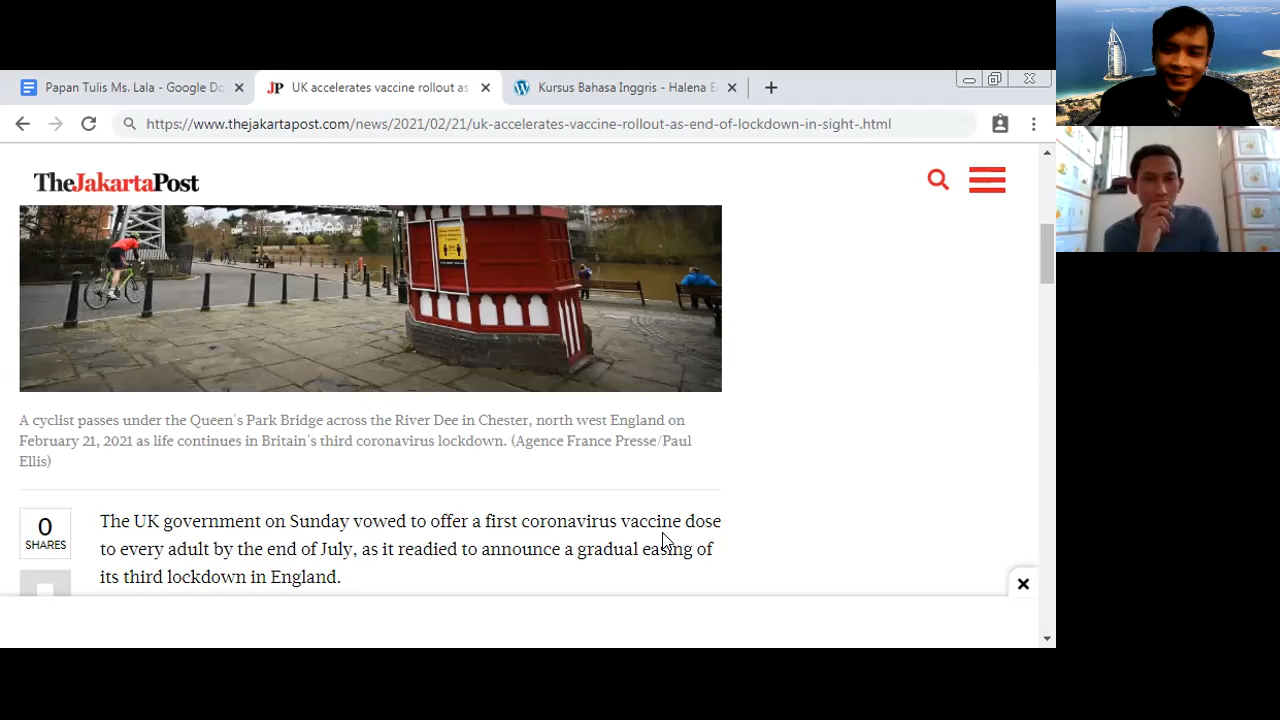 Papan Tulis Ms. Lala - Google Do
UK accelerates vaccine rollout as
Kursus Bahasa Inggris - Halena E
https://www.thejakartapost.com/news/2021/02/21/uk-accelerates-vaccine-rollout-as-end-of-lockdown-in-sight-.html
TheJakartaPost
A cyclist passes under the Queen's Park Bridge across the River Dee in Chester, north west England on
February 21, 2021 as life continues in Britain's third coronavirus lockdown. (Agence France Presse/Paul
Ellis)
0
SHARES
The UK government on Sunday vowed to offer a first coronavirus vaccine dose
to every adult by the end of July, as it readied to announce a gradual easing of
its third lockdown in England.